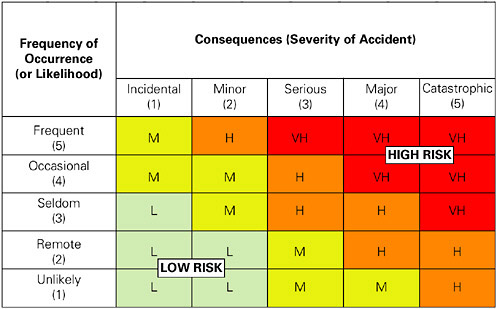 Frequency of
Occurrence
(or Likelihood)
Consequences (Severity of Accident)
Incidental
(1)
Minor
(2)
Serious
(3)
Major
(4)
Catastrophic
(5)
Frequent
(5)
M
H
VH
VH
VH
HIGH RISK
Occasional
(4)
M
M
H
VH
VH
Seldom
(3)
L
M
H
H
VH
Remote
(2)
L
L
M
H
H
LOW RISK
Unlikely
(1)
L
L
M
M
H